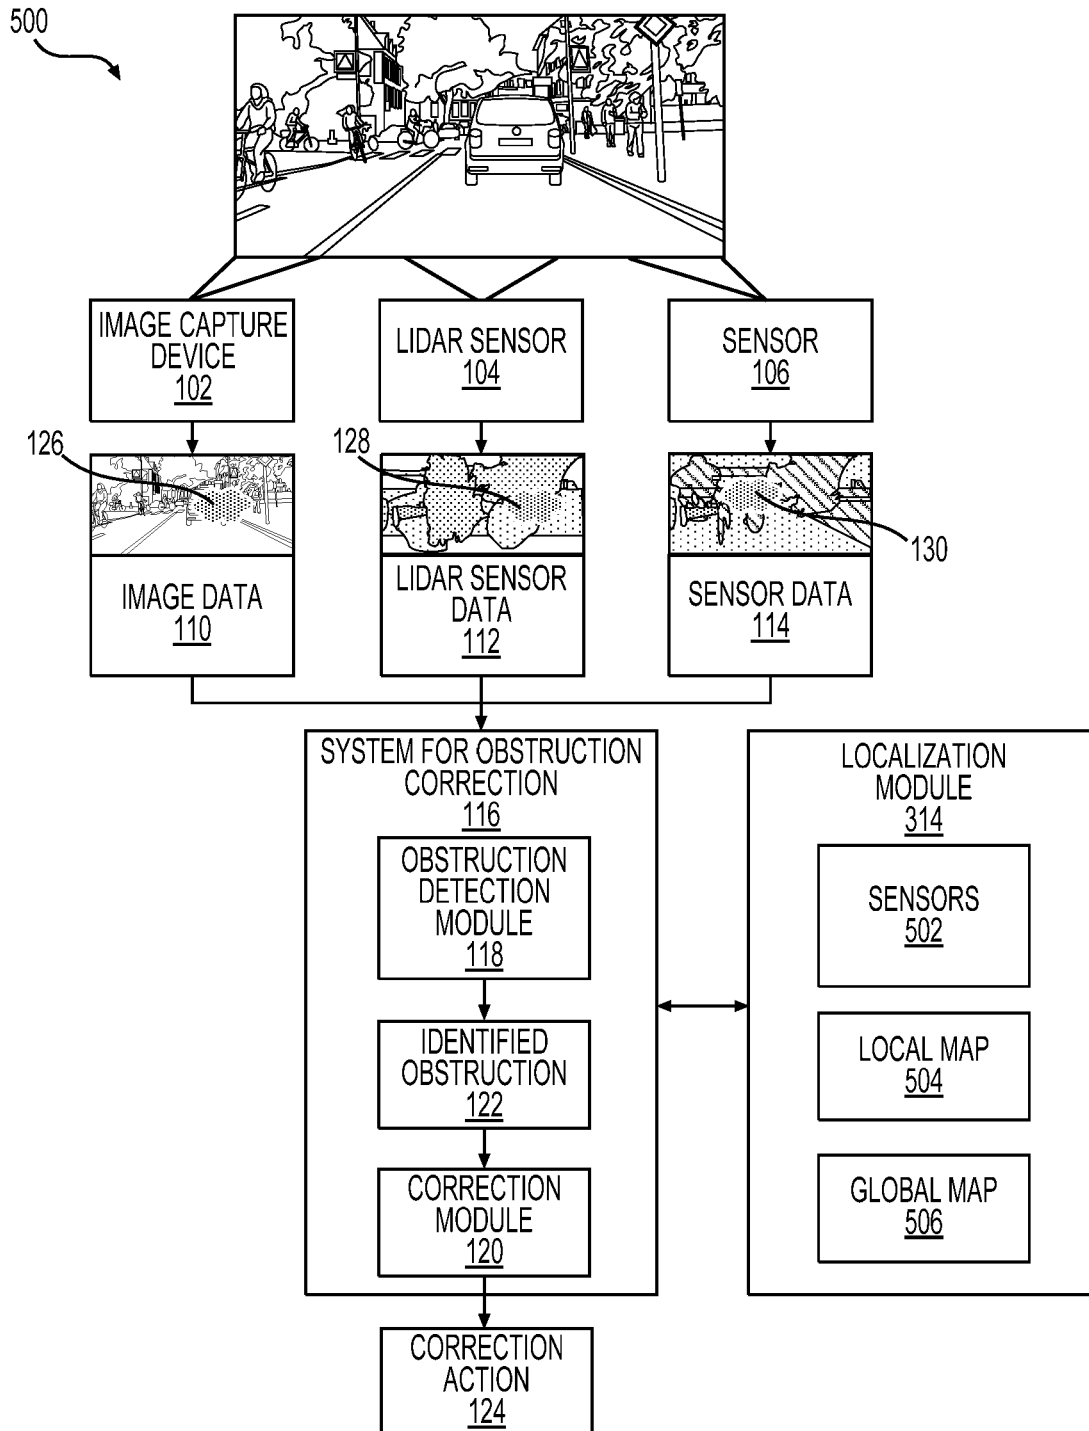 500
IMAGE CAPTURE
DEVICE
102
LIDAR SENSOR
104
SENSOR
106
126
128
130
IMAGE DATA
110
LIDAR SENSOR
DATA
112
SENSOR DATA
114
SYSTEM FOR OBSTRUCTION
CORRECTION
116
OBSTRUCTION
DETECTION
MODULE
118
IDENTIFIED
OBSTRUCTION
122
CORRECTION
MODULE
120
CORRECTION
ACTION
124
LOCALIZATION
MODULE
314
SENSORS
502
LOCAL MAP
504
GLOBAL MAP
506